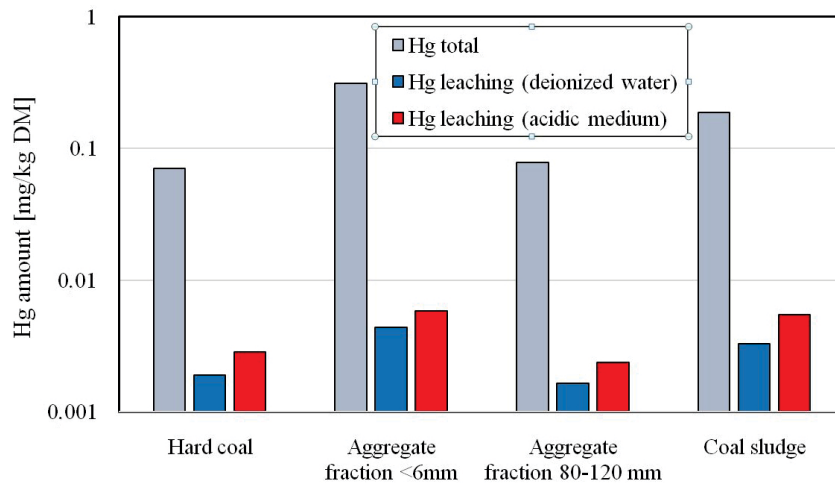 1
0.1
0.01
0.001
Hg amount [mg/kg DM]
Hg total
Hg leaching (deionized water)
Hg leaching (acidic medium)
Hard coal
Aggregate
fraction <6mm
Aggregate
fraction 80-120 mm
Coal sludge